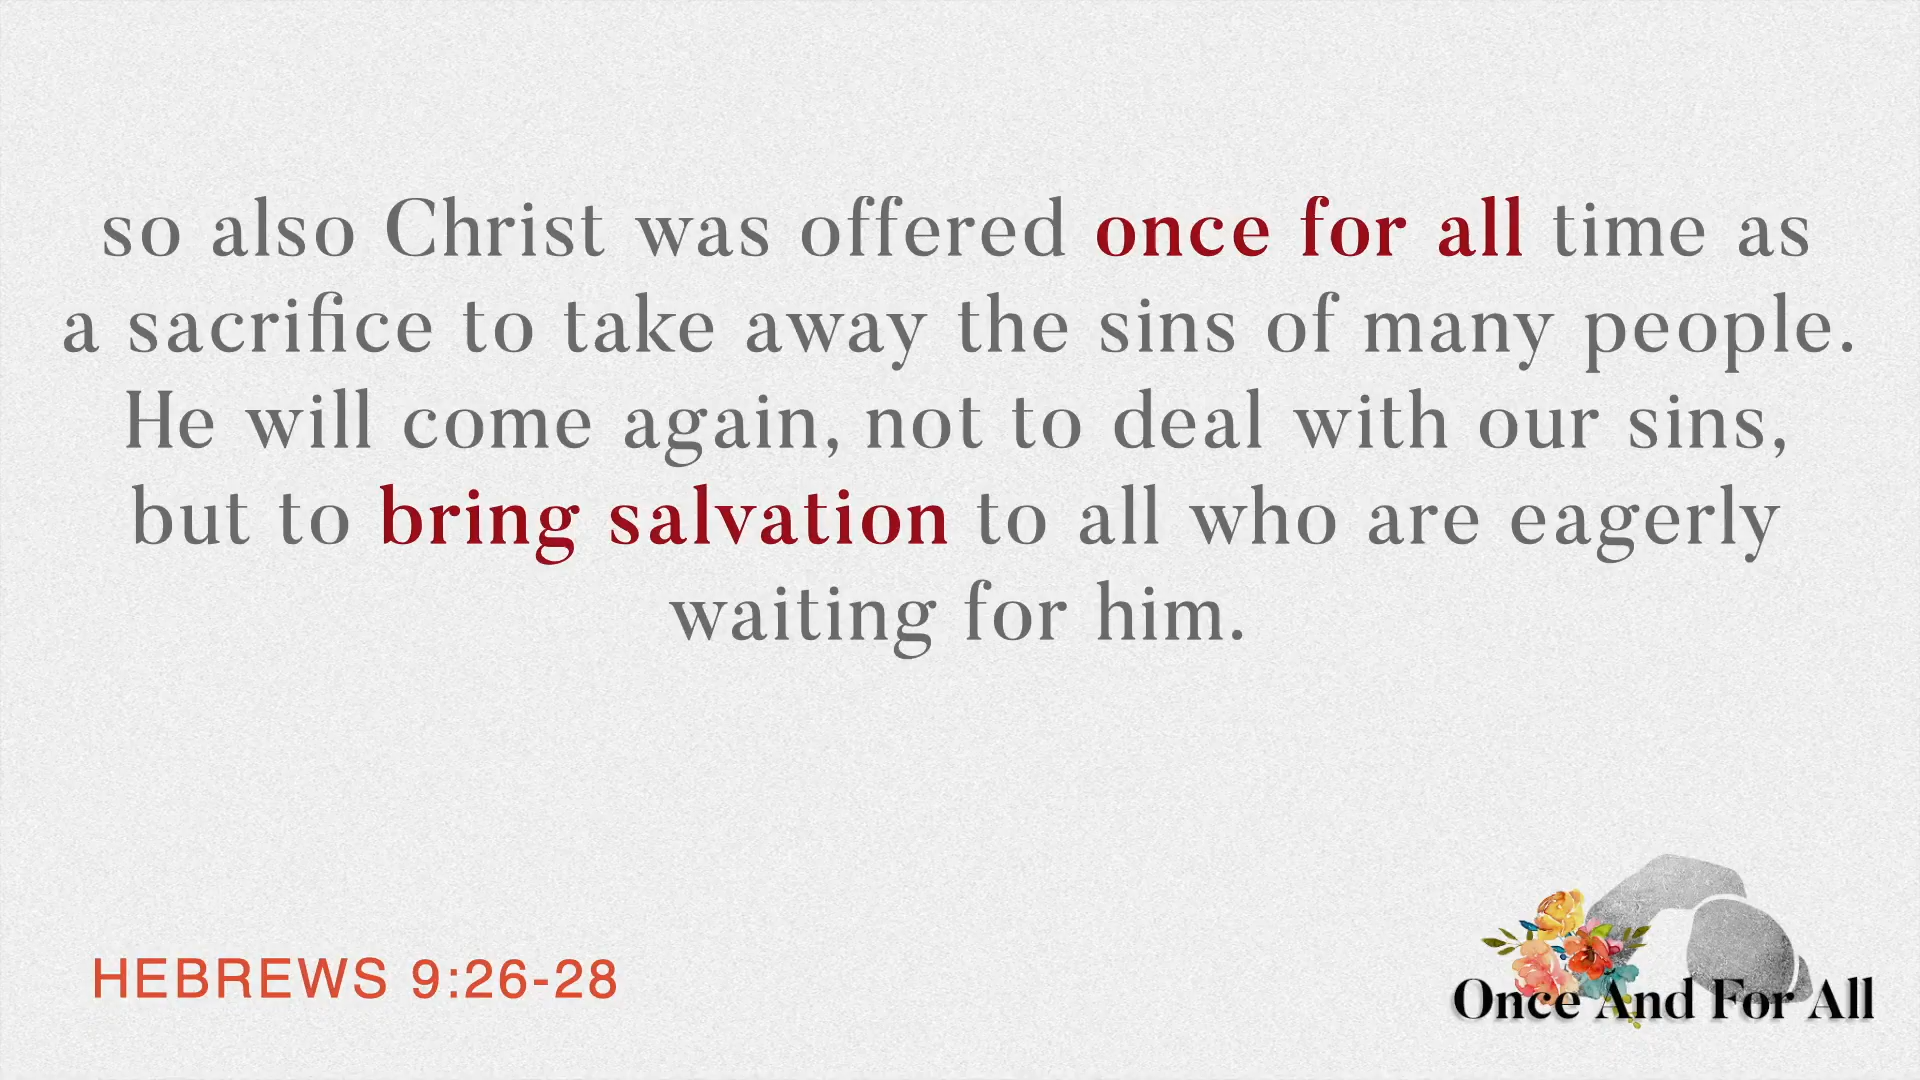 so also Christ was offered once for all time as
a sacrifice to take away the sins of many people.
He will come again, not to deal with our sins,
but to bring salvation to all who are eagerly
waiting for him.
HEBREWS 9:26-28
Once And For All